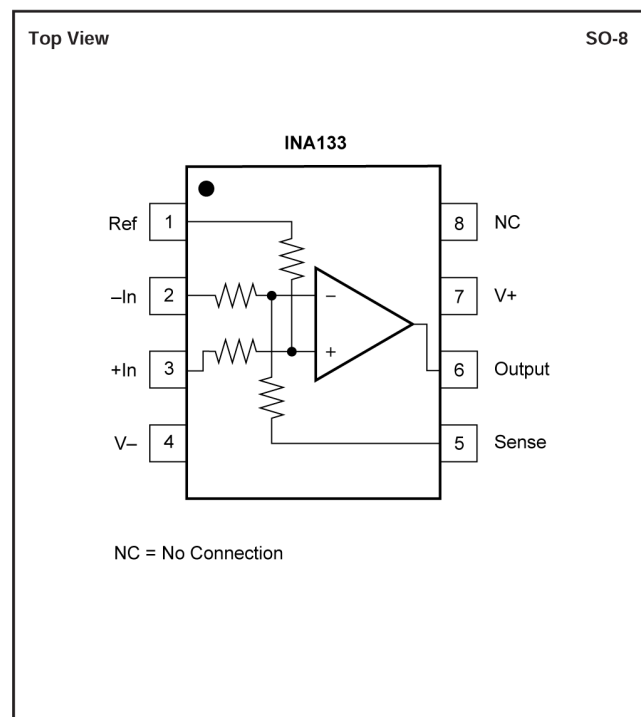 Top View SO-8
INA133
Ref 1 8 NC
–In 2 – 7 V+
+In 3 + 6 Output
V– 4 5 Sense
NC = No Connection